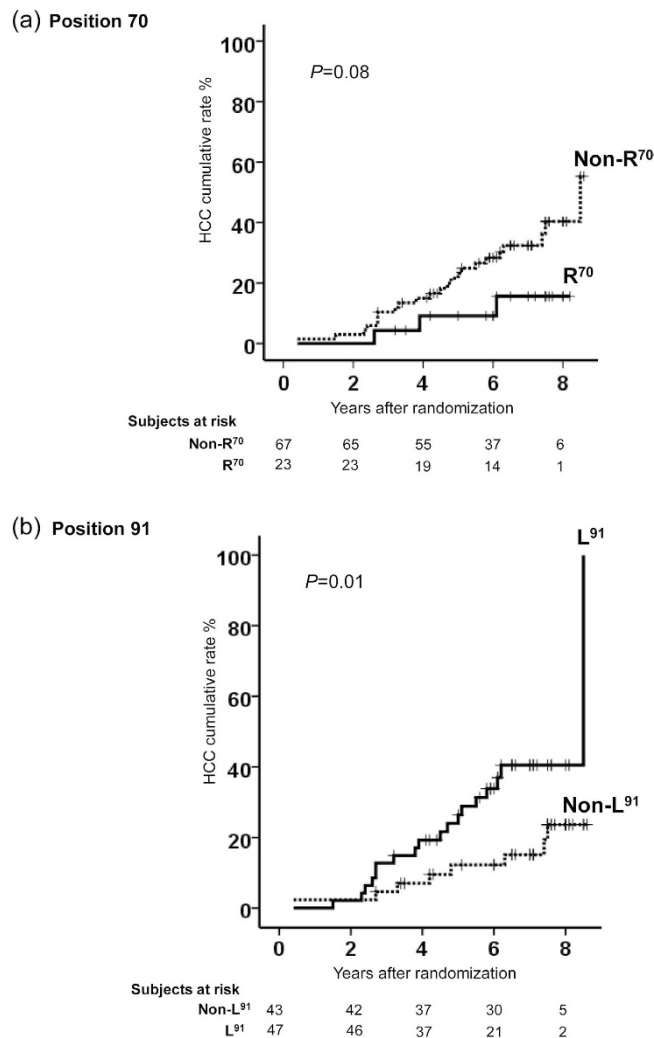 (a) Position 70
100
P=0.08
80
HCC cumulative rate %
60
Non-R⁷⁰
40
20
R⁷⁰
0
0 2 4 6 8
Years after randomization
Subjects at risk
Non-R⁷⁰ 67 65 55 37 6
R⁷⁰ 23 23 19 14 1
(b) Position 91
L⁹¹
100
P=0.01
80
HCC cumulative rate %
60
40
Non-L⁹¹
20
0
0 2 4 6 8
Years after randomization
Subjects at risk
Non-L⁹¹ 43 42 37 30 5
L⁹¹ 47 46 37 21 2